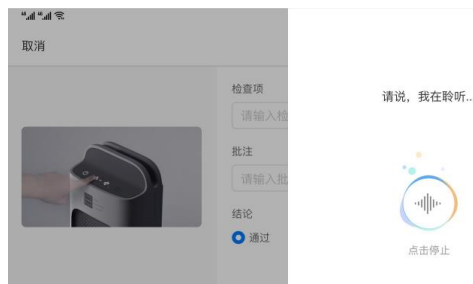 取消
检查项
请输入检
批注
请输入批
结论
通过
请说，我在聆听...
点击停止